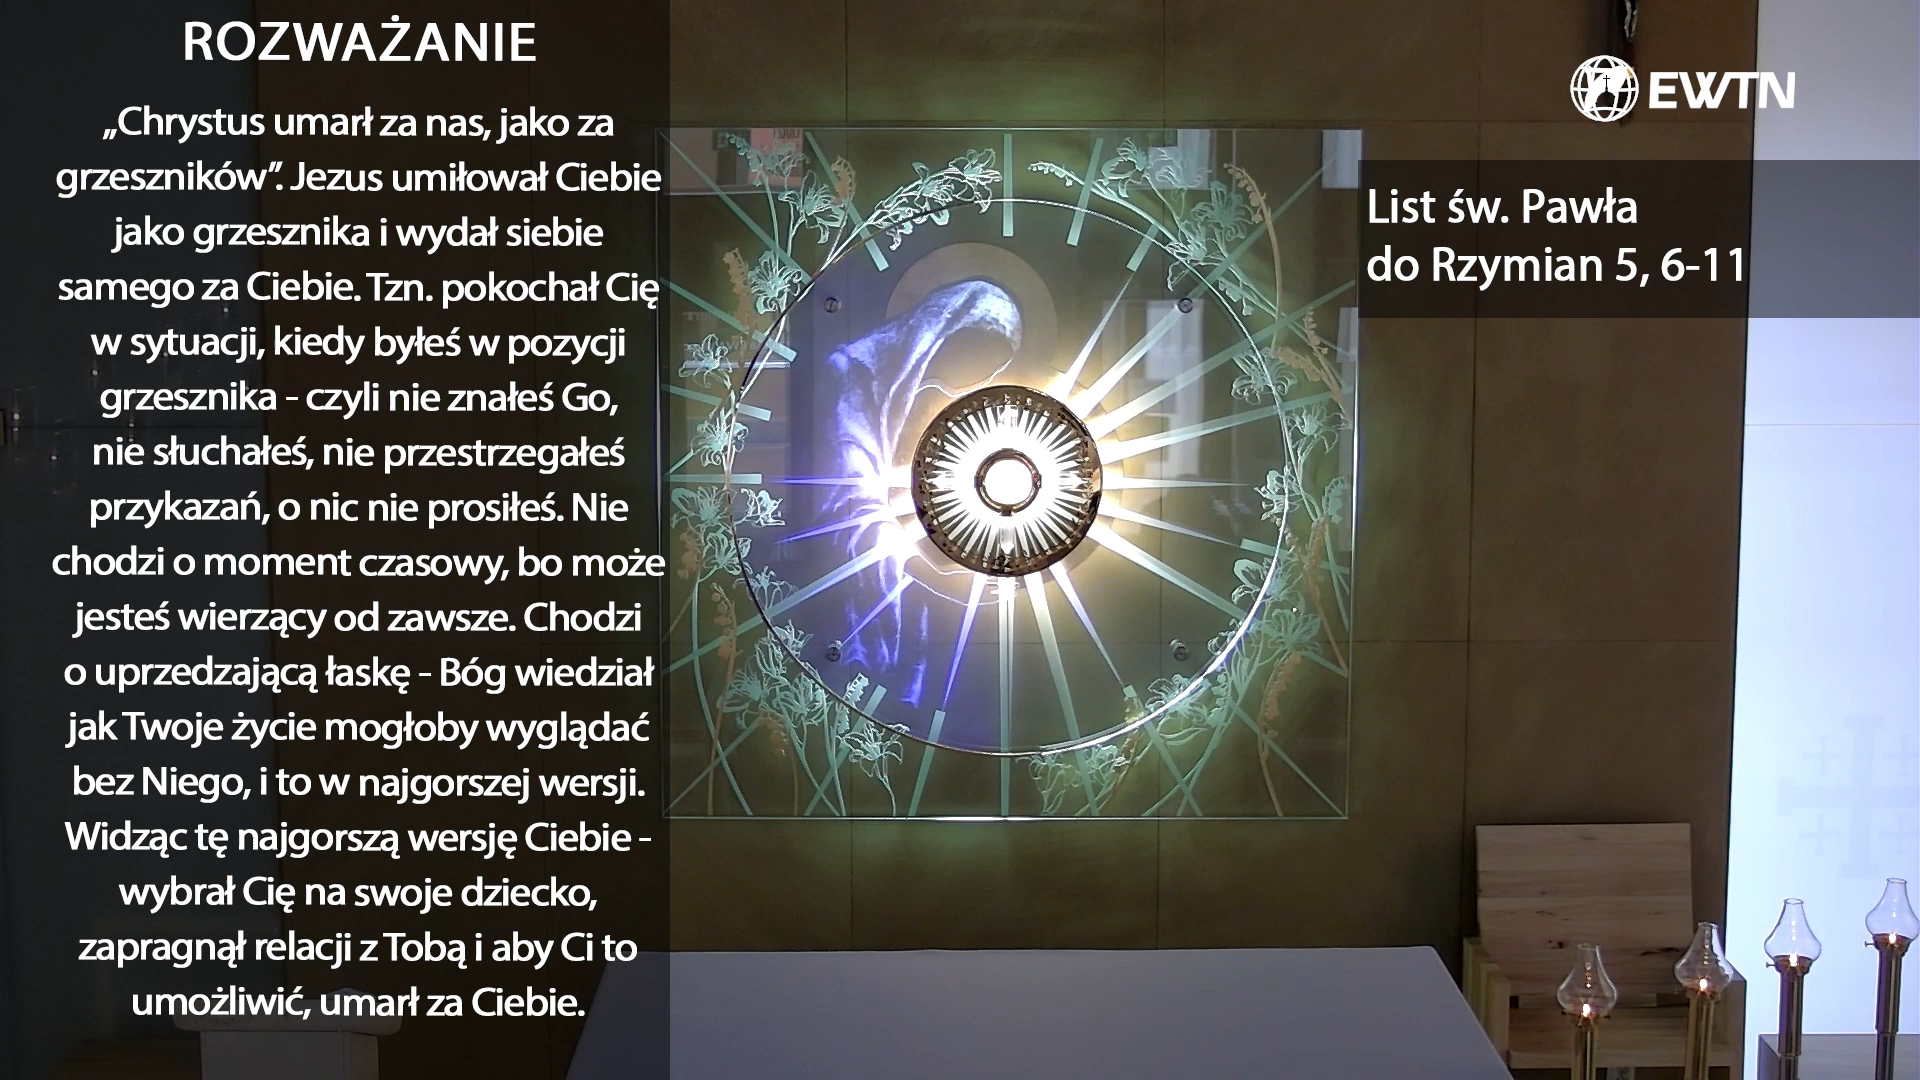 ROZWAŻANIE
„Chrystus umarł za nas, jako za
grzeszników”. Jezus umiłował Ciebie
jako grzesznika i wydał siebie
samego za Ciebie. Tzn. pokochał Cię
w sytuacji, kiedy byłeś w pozycji
grzesznika - czyli nie znałeś Go,
nie słuchałeś, nie przestrzegałeś
przykazań, o nic nie prosiłeś. Nie
chodzi o moment czasowy, bo może
jesteś wierzący od zawsze. Chodzi
o uprzedzającą łaskę - Bóg wiedział
jak Twoje życie mogłoby wyglądać
bez Niego, i to w najgorszej wersji.
Widząc tę najgorszą wersję Ciebie -
wybrał Cię na swoje dziecko,
zapragnął relacji z Tobą i aby Ci to
umożliwić, umarł za Ciebie.
EWTN
List św. Pawła
do Rzymian 5, 6-11